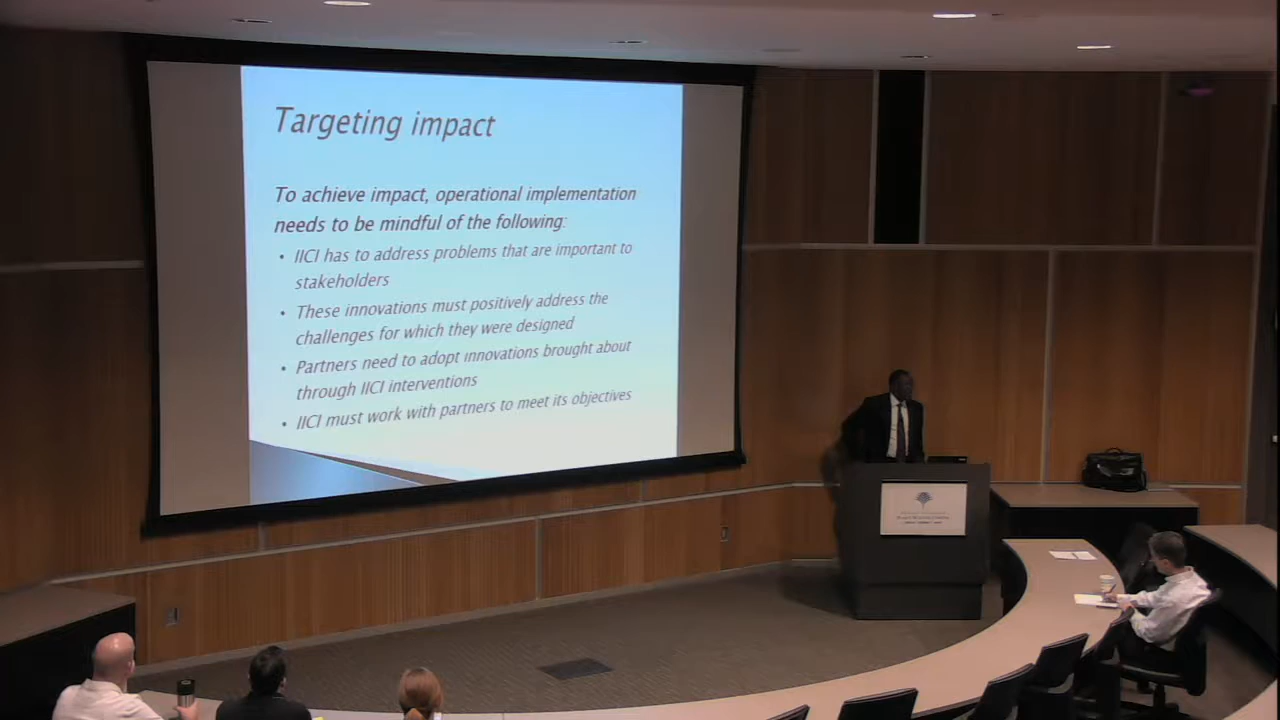 Targeting impact
To achieve impact, operational implementation
needs to be mindful of the following:
• IICI has to address problems that are important to
stakeholders
• These innovations must positively address the
challenges for which they were designed
• Partners need to adopt innovations brought about
through IICI interventions
• IICI must work with partners to meet its objectives